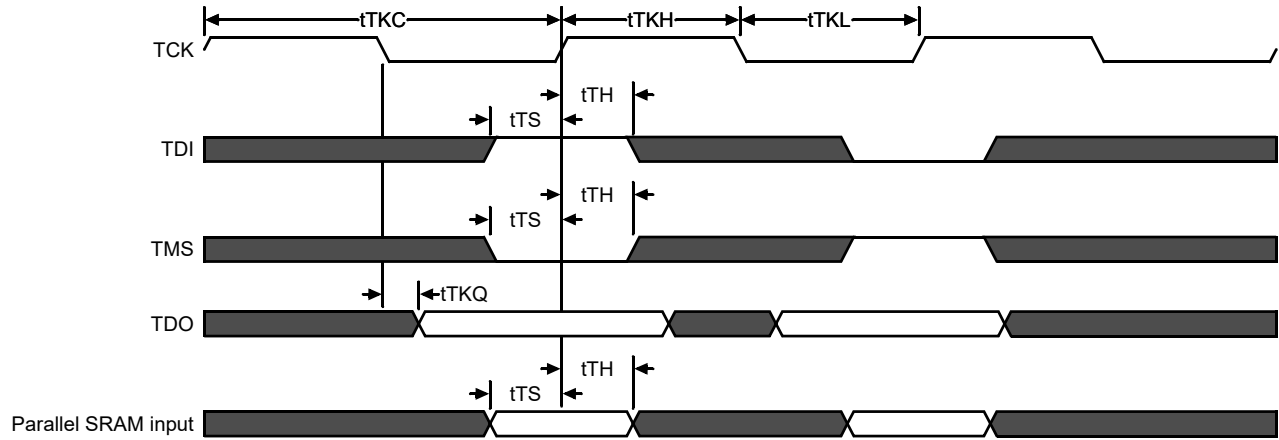 tTKC
tTKH
tTKL
TCK
tTH
tTS
TDI
tTH
tTS
TMS
tTKQ
TDO
tTH
tTS
Parallel SRAM input